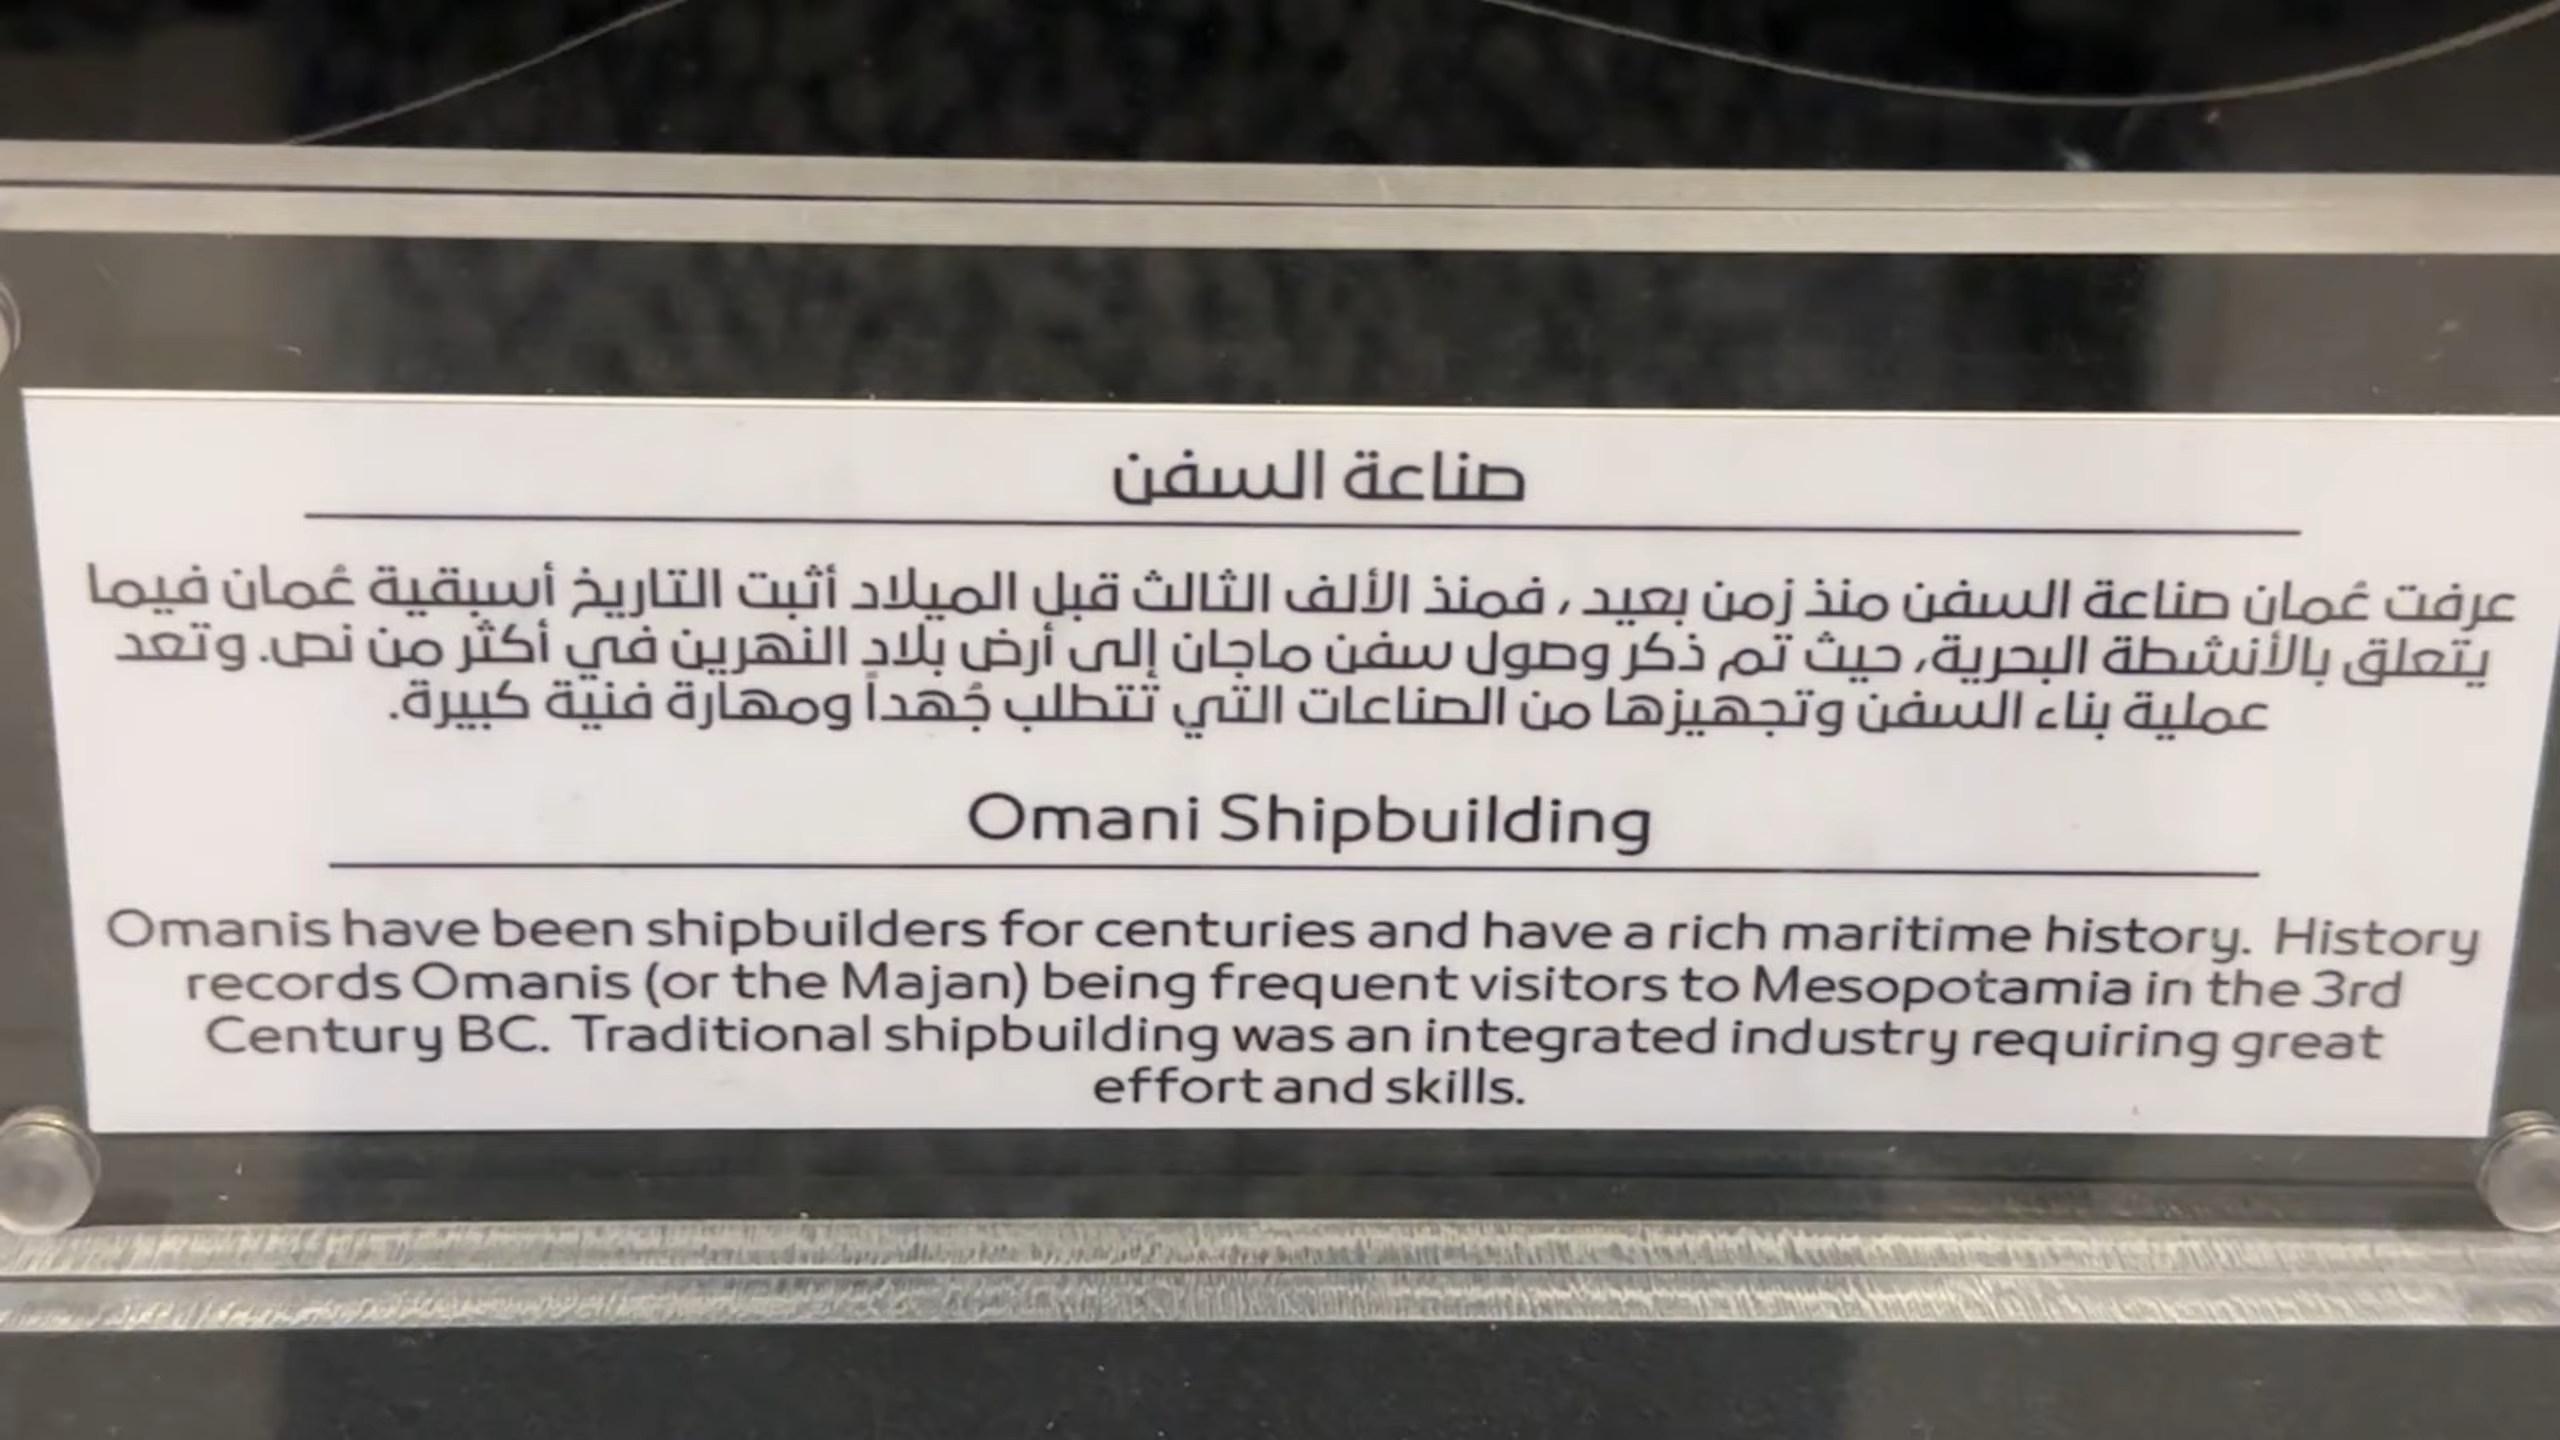 صناعة السفن
عرفت عُمان صناعة السفن منذ زمن بعيد، فمنذ الألف الثالث قبل الميلاد أثبت التاريخ أسبقية عُمان فيما
يتعلق بالأنشطة البحرية، حيث تم ذكر وصول سفن ماجان إلى أرض بلاد النهرين في أكثر من نص. وتعد
عملية بناء السفن وتجهيزها من الصناعات التي تتطلب جُهداً ومهارة فنية كبيرة.
Omani Shipbuilding
Omanis have been shipbuilders for centuries and have a rich maritime history. History
records Omanis (or the Majan) being frequent visitors to Mesopotamia in the 3rd
Century BC. Traditional shipbuilding was an integrated industry requiring great
effort and skills.